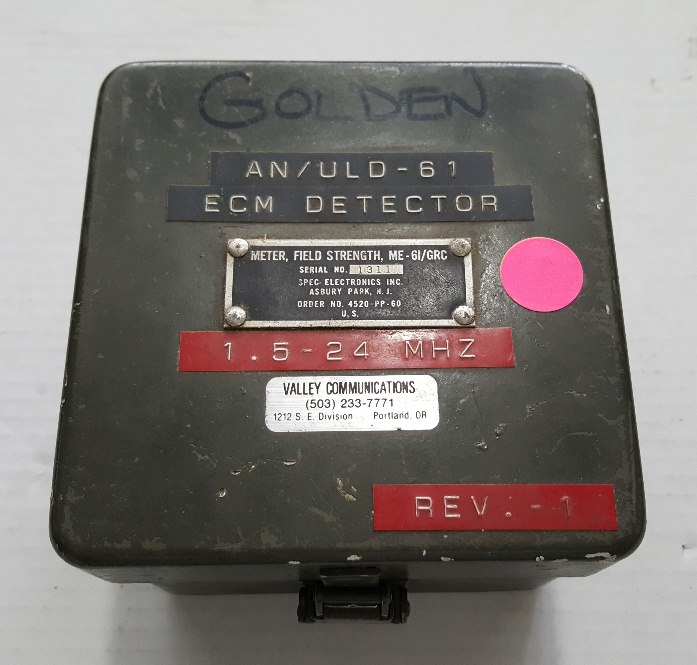 GOLDEN
AN/ULD-61
ECM DETECTOR
METER, FIELD STRENGTH, ME-61/GRC
SERIAL NO. 1311
SPEC ELECTRONICS INC.
ASBURY PARK, N.J.
ORDER NO. 4520-PP-60
U.S.
1.5-24 MHZ
VALLEY COMMUNICATIONS
(503) 233-7771
1212 S.E. Division Portland, OR
REV.-1